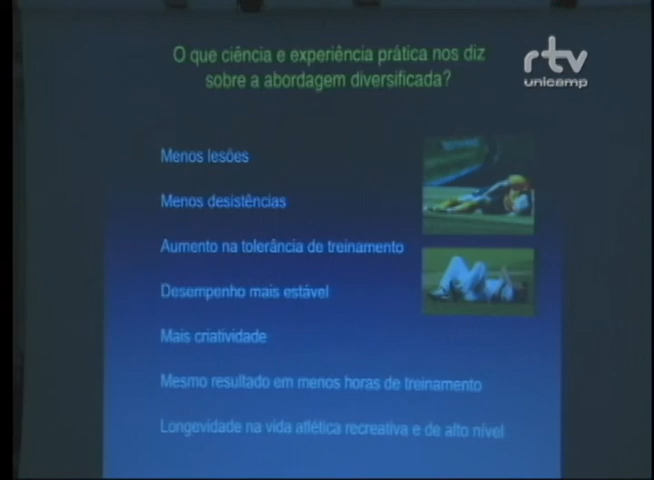 O que ciência e experiência prática nos diz
sobre a abordagem diversificada?
rtv
unicamp
Menos lesões
Menos desistências
Aumento na tolerância de treinamento
Desempenho mais estável
Mais criatividade
Mesmo resultado em menos horas de treinamento
Longevidade na vida atlética recreativa e de alto nível